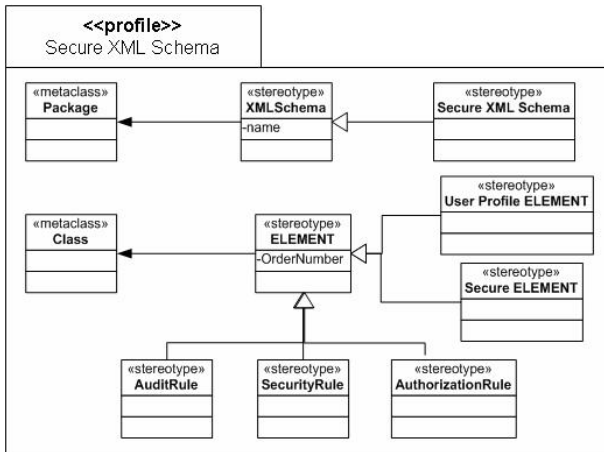 <<profile>>
Secure XML Schema
«metaclass»
Package
«stereotype»
XMLSchema
-name
«stereotype»
Secure XML Schema
«metaclass»
Class
«stereotype»
ELEMENT
-OrderNumber
«stereotype»
User Profile ELEMENT
«stereotype»
Secure ELEMENT
«stereotype»
AuditRule
«stereotype»
SecurityRule
«stereotype»
AuthorizationRule